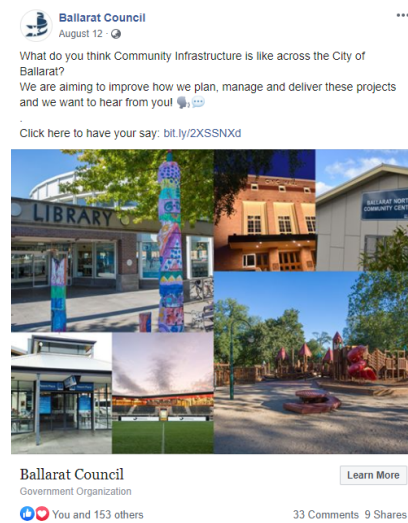 Ballarat Council
August 12 ·
What do you think Community Infrastructure is like across the City of
Ballarat?
We are aiming to improve how we plan, manage and deliver these projects
and we want to hear from you! 🗣️💬
.
Click here to have your say: bit.ly/2XSSNXd
LIBRARY
BALLARAT NORTH
COMMUNITY CENTRE
Ballarat Council
Learn More
Government Organization
You and 153 others
33 Comments 9 Shares